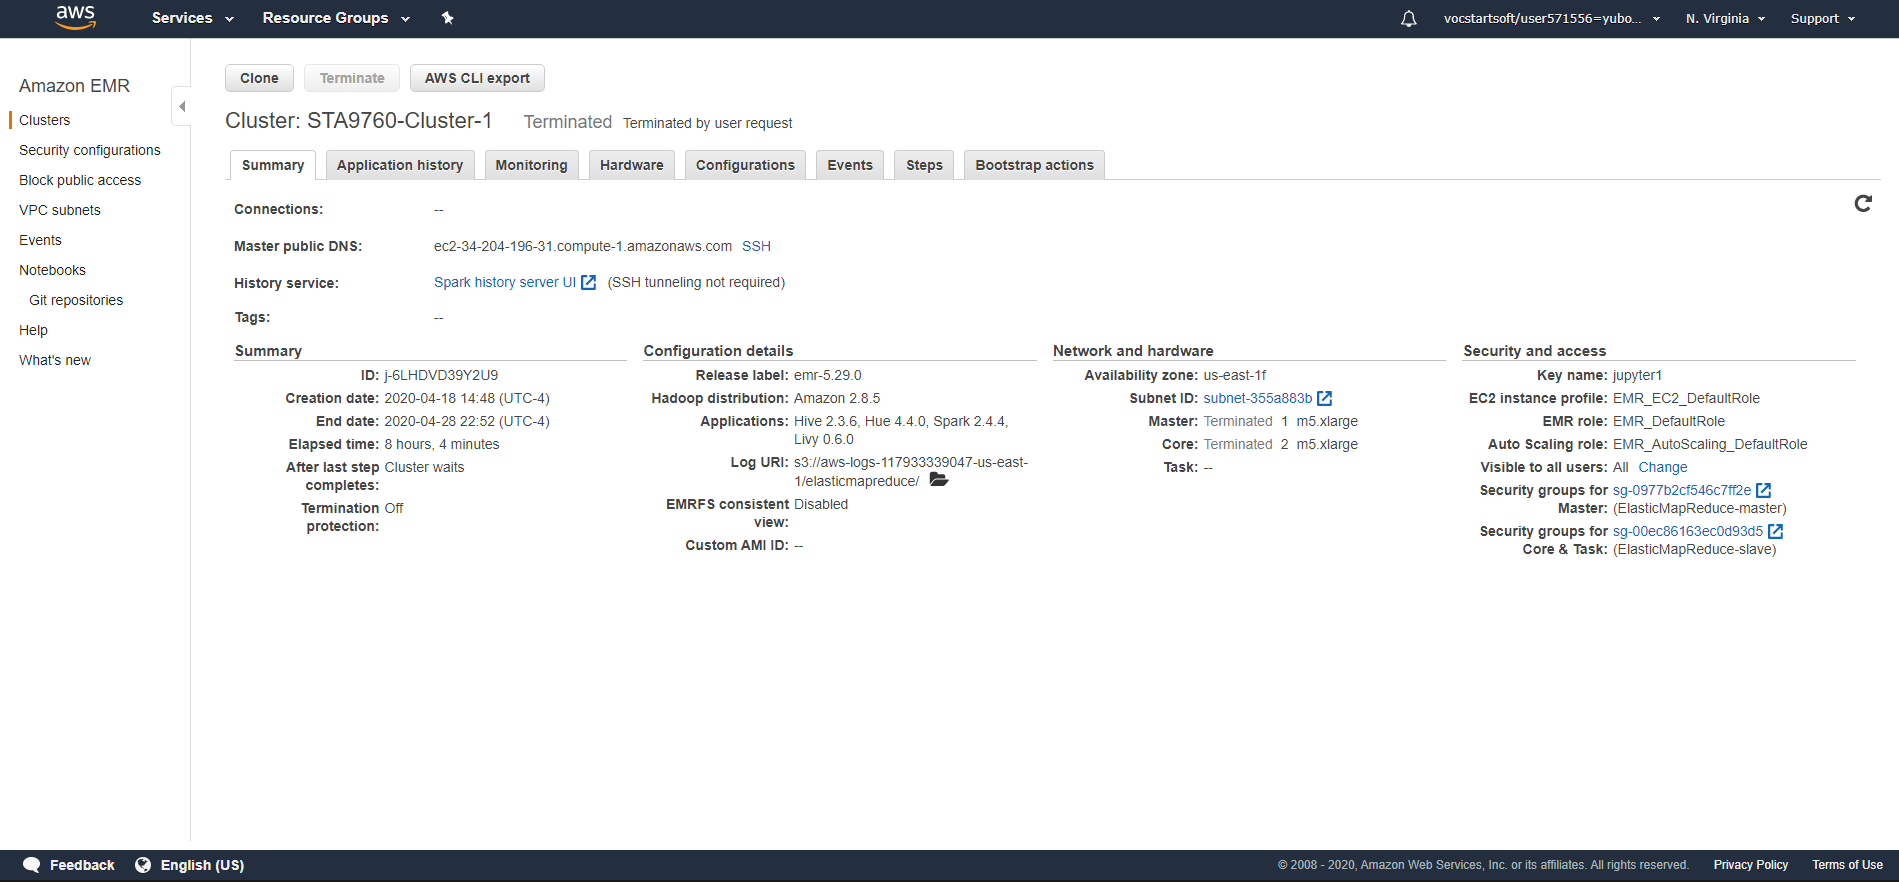 aws Services Resource Groups vocstartsoft/user571556=yubo... N. Virginia Support
Amazon EMR
Clusters
Security configurations
Block public access
VPC subnets
Events
Notebooks
Git repositories
Help
What's new
Clone Terminate AWS CLI export
Cluster: STA9760-Cluster-1 Terminated Terminated by user request
Summary Application history Monitoring Hardware Configurations Events Steps Bootstrap actions
Connections: --
Master public DNS: ec2-34-204-196-31.compute-1.amazonaws.com SSH
History service: Spark history server UI (SSH tunneling not required)
Tags: --
Summary
ID: j-6LHDVD39Y2U9
Creation date: 2020-04-18 14:48 (UTC-4)
End date: 2020-04-28 22:52 (UTC-4)
Elapsed time: 8 hours, 4 minutes
After last step Cluster waits
completes:
Termination Off
protection:
Configuration details
Release label: emr-5.29.0
Hadoop distribution: Amazon 2.8.5
Applications: Hive 2.3.6, Hue 4.4.0, Spark 2.4.4,
Livy 0.6.0
Log URI: s3://aws-logs-117933339047-us-east-
1/elasticmapreduce/
EMRFS consistent Disabled
view:
Custom AMI ID: --
Network and hardware
Availability zone: us-east-1f
Subnet ID: subnet-355a883b
Master: Terminated 1 m5.xlarge
Core: Terminated 2 m5.xlarge
Task: --
Security and access
Key name: jupyter1
EC2 instance profile: EMR_EC2_DefaultRole
EMR role: EMR_DefaultRole
Auto Scaling role: EMR_AutoScaling_DefaultRole
Visible to all users: All Change
Security groups for sg-0977b2cf546c7ff2e
Master: (ElasticMapReduce-master)
Security groups for sg-00ec86163ec0d93d5
Core & Task: (ElasticMapReduce-slave)
Feedback English (US) © 2008 - 2020, Amazon Web Services, Inc. or its affiliates. All rights reserved. Privacy Policy Terms of Use